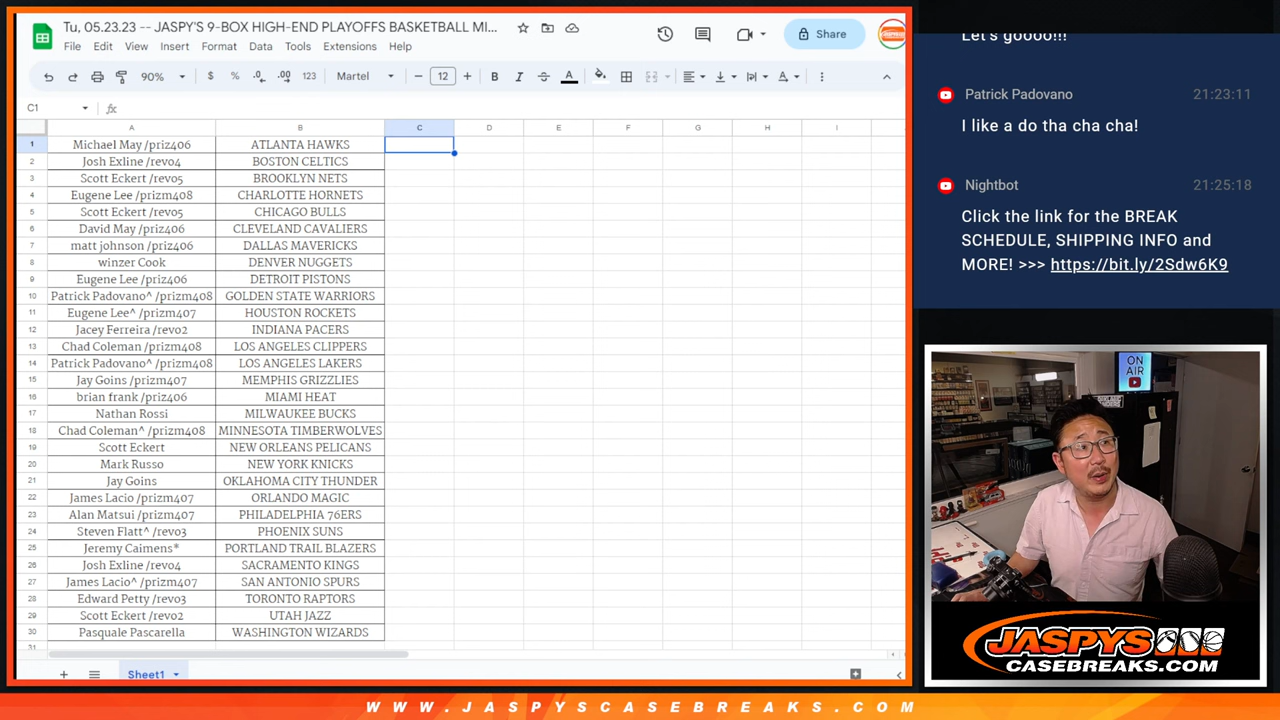 Tu, 05.23.23 -- JASPY'S 9-BOX HIGH-END PLAYOFFS BASKETBALL MI...
File Edit View Insert Format Data Tools Extensions Help
Share
90% $ % .0 .00 123 Martel 12 B I A
C1 fx
A B C D E F G H I
1 Michael May /priz406 ATLANTA HAWKS
2 Josh Exline /revo4 BOSTON CELTICS
3 Scott Eckert /revo5 BROOKLYN NETS
4 Eugene Lee /prizm408 CHARLOTTE HORNETS
5 Scott Eckert /revo5 CHICAGO BULLS
6 David May /priz406 CLEVELAND CAVALIERS
7 matt johnson /priz406 DALLAS MAVERICKS
8 winzer Cook DENVER NUGGETS
9 Eugene Lee /priz406 DETROIT PISTONS
10 Patrick Padovano^ /prizm408 GOLDEN STATE WARRIORS
11 Eugene Lee^ /prizm407 HOUSTON ROCKETS
12 Jacey Ferreira /revo2 INDIANA PACERS
13 Chad Coleman /prizm408 LOS ANGELES CLIPPERS
14 Patrick Padovano^ /prizm408 LOS ANGELES LAKERS
15 Jay Goins /prizm407 MEMPHIS GRIZZLIES
16 brian frank /priz406 MIAMI HEAT
17 Nathan Rossi MILWAUKEE BUCKS
18 Chad Coleman^ /prizm408 MINNESOTA TIMBERWOLVES
19 Scott Eckert NEW ORLEANS PELICANS
20 Mark Russo NEW YORK KNICKS
21 Jay Goins OKLAHOMA CITY THUNDER
22 James Lacio /prizm407 ORLANDO MAGIC
23 Alan Matsui /prizm407 PHILADELPHIA 76ERS
24 Steven Flatt^ /revo3 PHOENIX SUNS
25 Jeremy Caimens* PORTLAND TRAIL BLAZERS
26 Josh Exline /revo4 SACRAMENTO KINGS
27 James Lacio^ /prizm407 SAN ANTONIO SPURS
28 Edward Petty /revo3 TORONTO RAPTORS
29 Scott Eckert /revo2 UTAH JAZZ
30 Pasquale Pascarella WASHINGTON WIZARDS
31
Sheet1
Let's goooo!!!
Patrick Padovano 21:23:11
I like a do tha cha cha!
Nightbot 21:25:18
Click the link for the BREAK
SCHEDULE, SHIPPING INFO and
MORE! >>> https://bit.ly/2Sdw6K9
ON
AIR
JASPYS
CASEBREAKS.COM
WWW.JASPYSCASEBREAKS.COM